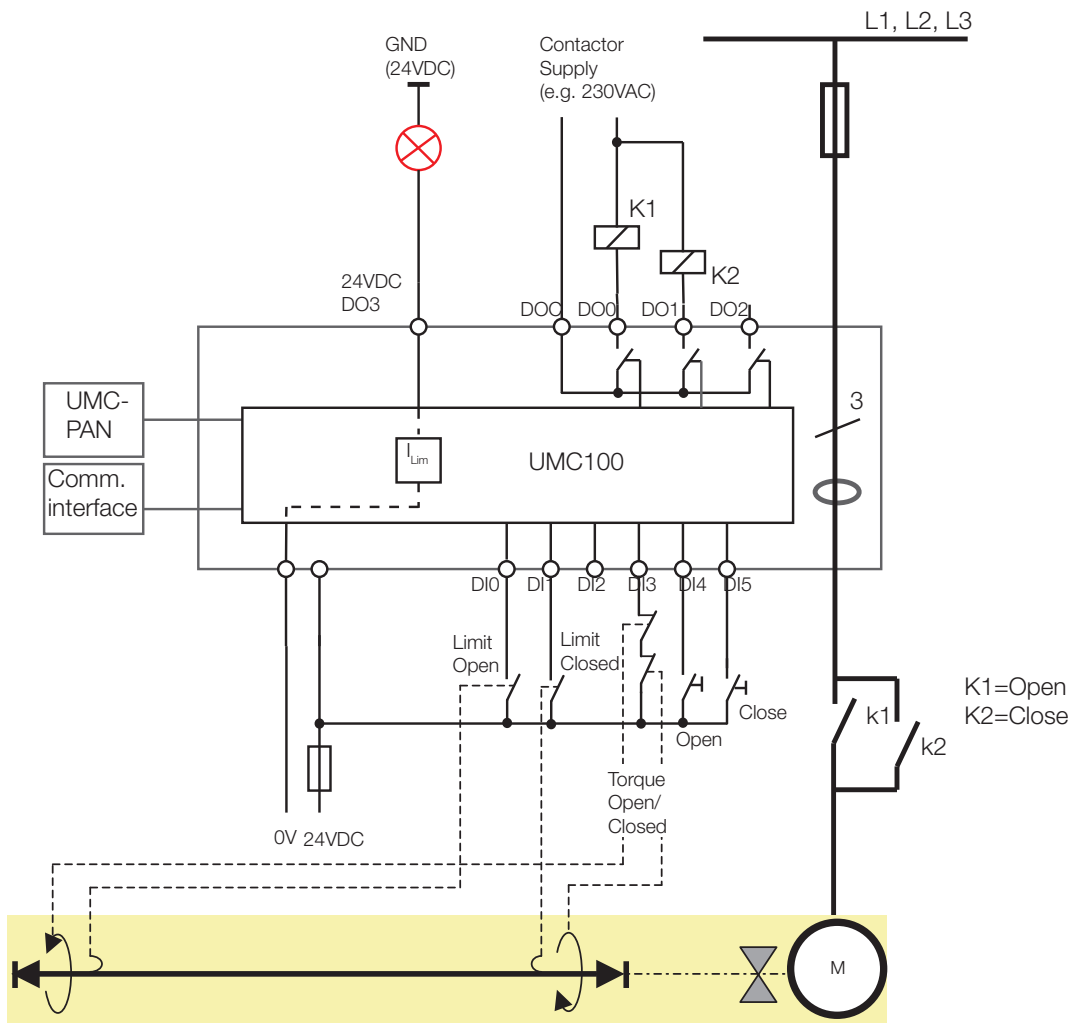 L1, L2, L3
GND
(24VDC)
Contactor
Supply
(e.g. 230VAC)
K1
K2
24VDC
DO3
DOC
DO0
DO1
DO2
UMC-
PAN
3
ILim
UMC100
Comm.
interface
DI0
DI1
DI2
DI3
DI4
DI5
Limit
Open
Limit
Closed
Close
Open
K1=Open
K2=Close
k1
k2
Torque
Open/
Closed
0V
24VDC
M